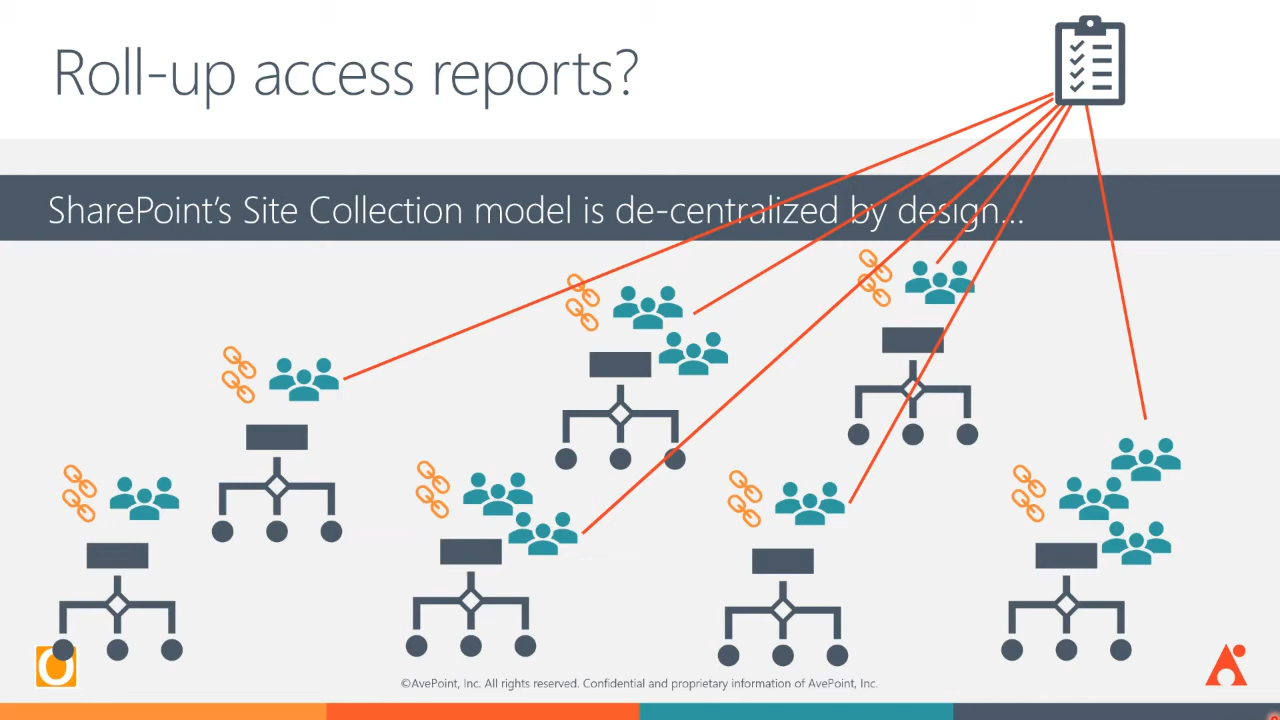 Roll-up access reports?
SharePoint’s Site Collection model is de-centralized by design...
O
©AvePoint, Inc. All rights reserved. Confidential and proprietary information of AvePoint, Inc.